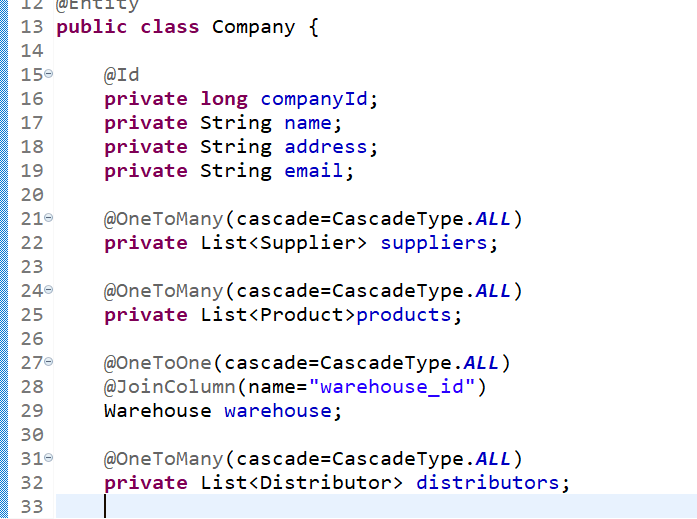 12 @Entity
13 public class Company {
14
15 @Id
16 private long companyId;
17 private String name;
18 private String address;
19 private String email;
20
21 @OneToMany(cascade=CascadeType.ALL)
22 private List<Supplier> suppliers;
23
24 @OneToMany(cascade=CascadeType.ALL)
25 private List<Product>products;
26
27 @OneToOne(cascade=CascadeType.ALL)
28 @JoinColumn(name="warehouse_id")
29 Warehouse warehouse;
30
31 @OneToMany(cascade=CascadeType.ALL)
32 private List<Distributor> distributors;
33